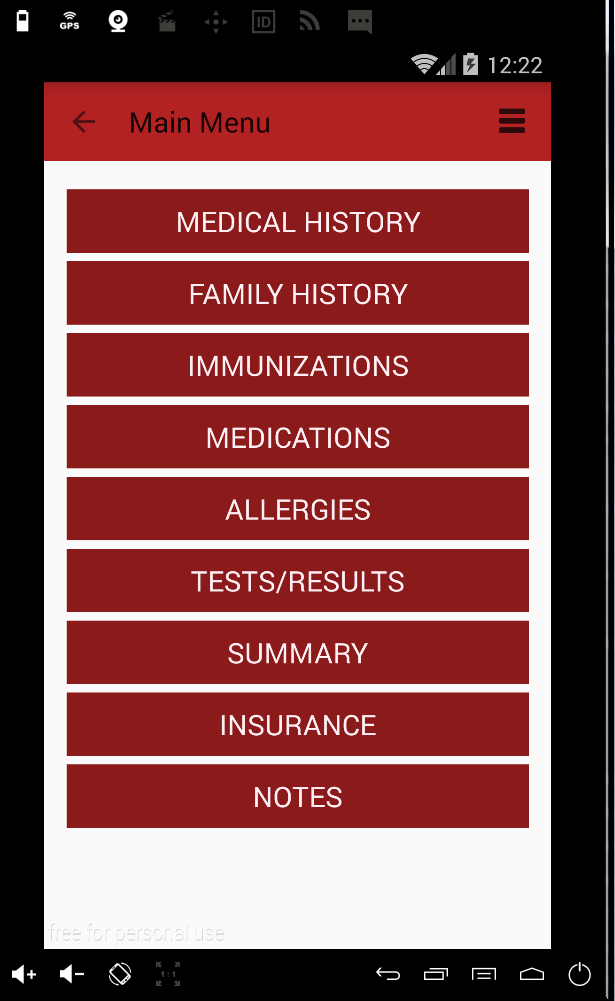 GPS
ID
12:22
Main Menu
MEDICAL HISTORY
FAMILY HISTORY
IMMUNIZATIONS
MEDICATIONS
ALLERGIES
TESTS/RESULTS
SUMMARY
INSURANCE
NOTES
free for personal use
1:1